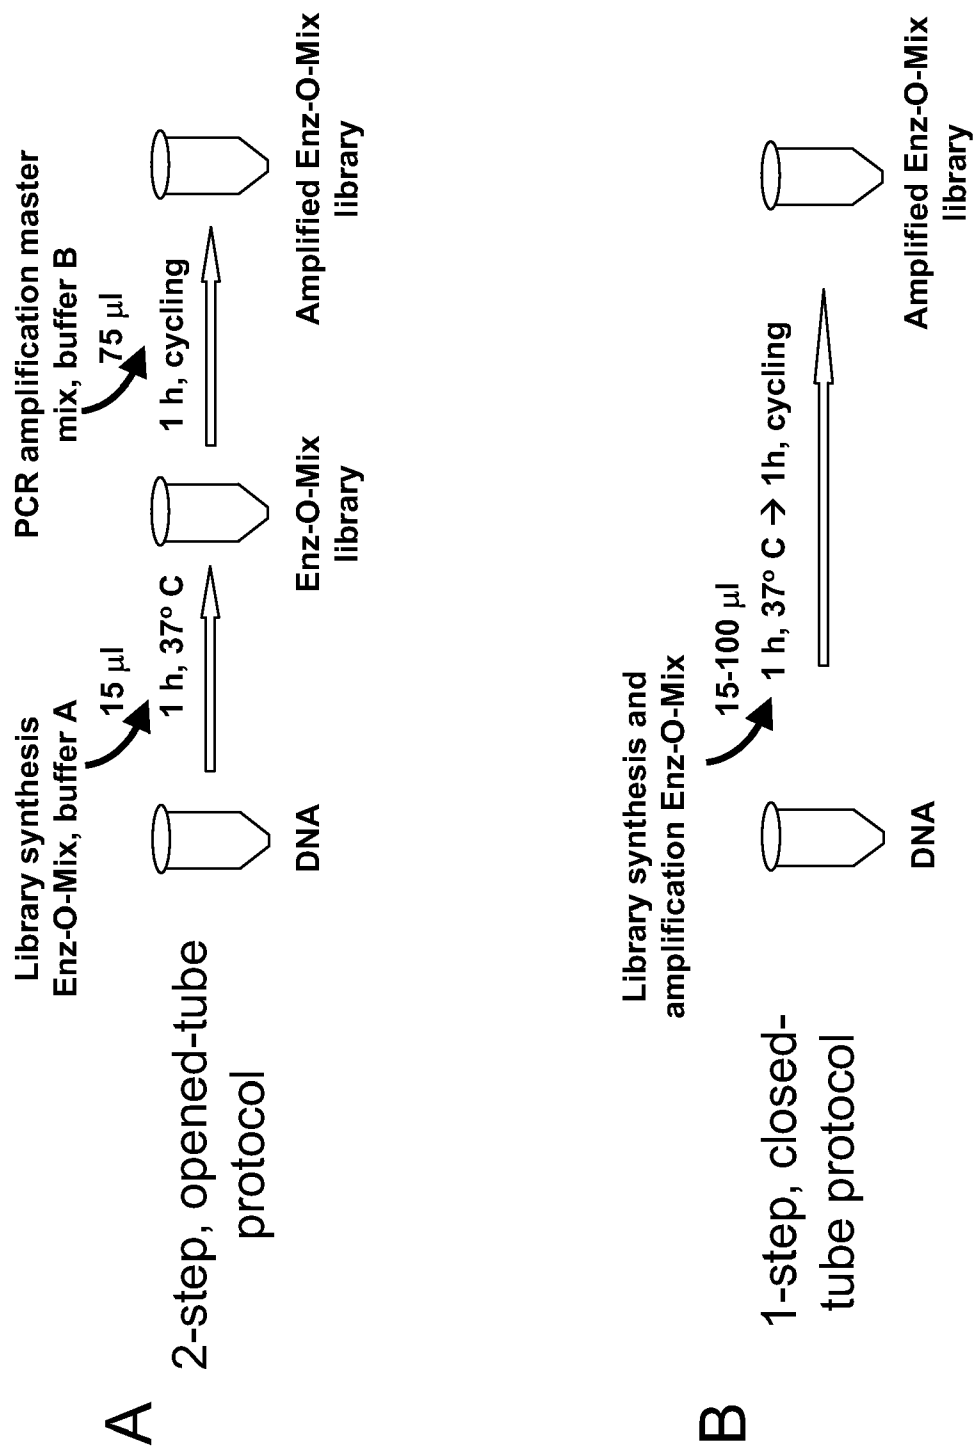 A
2-step, opened-tube
protocol
Library synthesis
Enz-O-Mix, buffer A
15 µl
1 h, 37° C
DNA
PCR amplification master
mix, buffer B
75 µl
1 h, cycling
Enz-O-Mix
library
Amplified Enz-O-Mix
library
B
1-step, closed-
tube protocol
Library synthesis and
amplification Enz-O-Mix
15-100 µl
1 h, 37° C → 1h, cycling
DNA
Amplified Enz-O-Mix
library